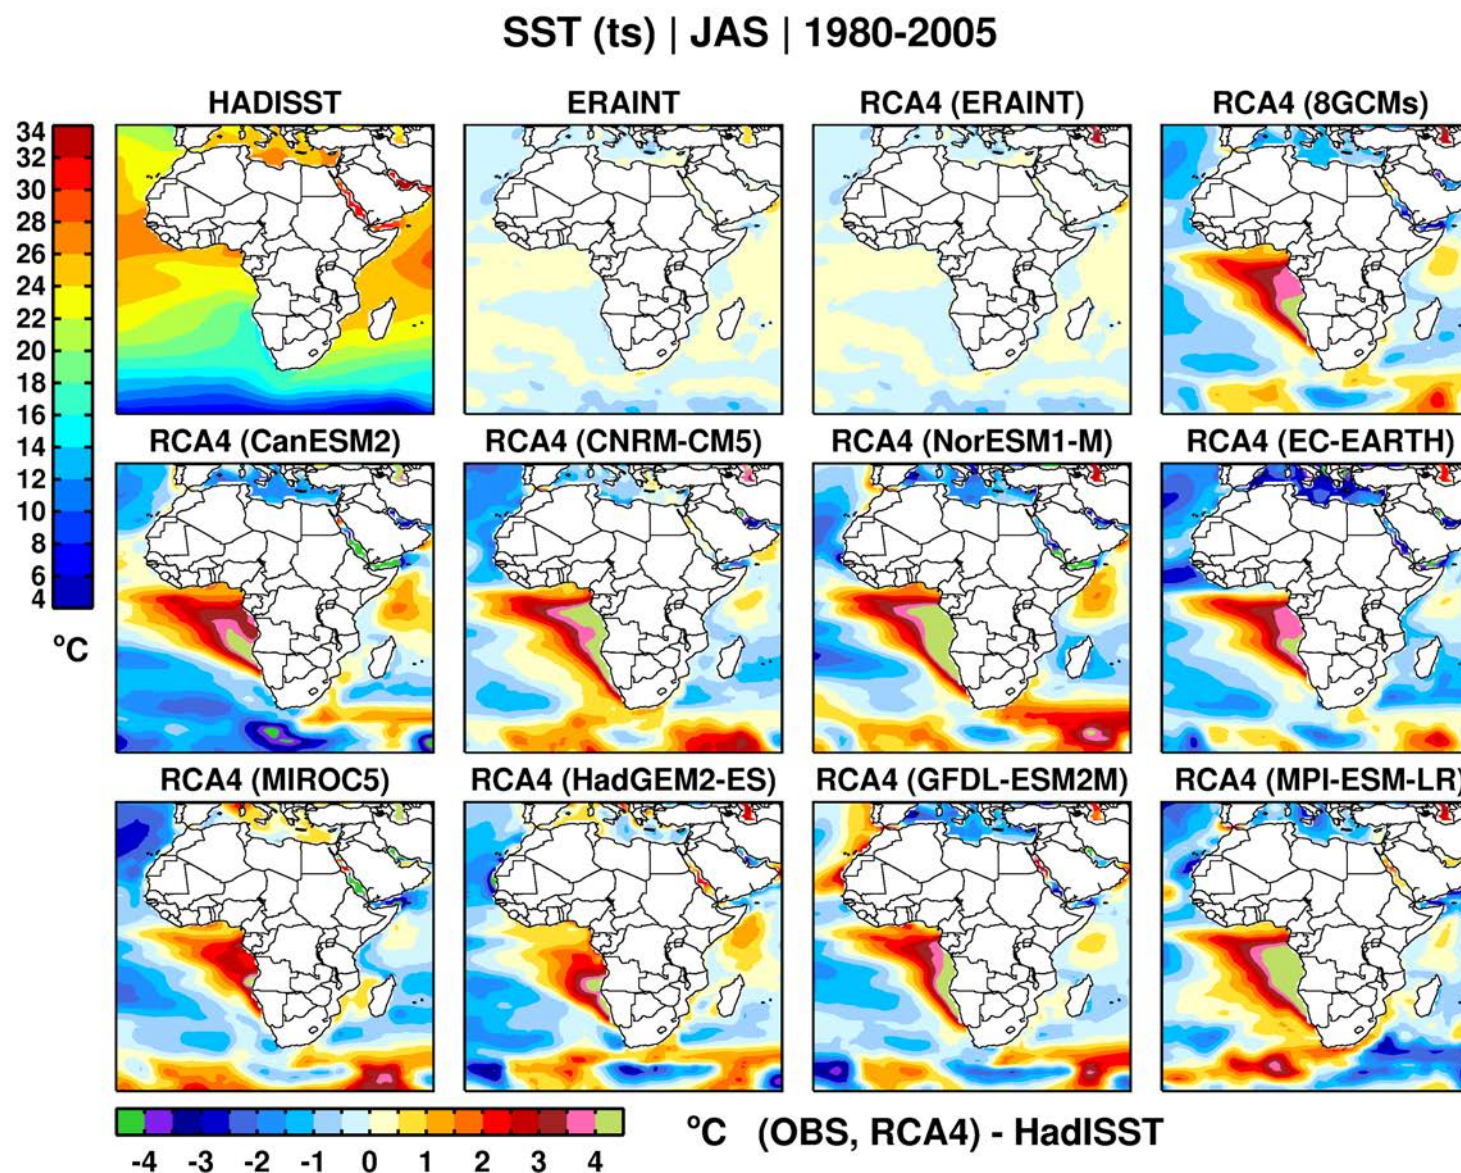 SST (ts) | JAS | 1980-2005
HADISST
ERAINT
RCA4 (ERAINT)
RCA4 (8GCMs)
34
32
30
28
26
24
22
20
18
16
14
12
10
8
6
4
°C
RCA4 (CanESM2)
RCA4 (CNRM-CM5)
RCA4 (NorESM1-M)
RCA4 (EC-EARTH)
RCA4 (MIROC5)
RCA4 (HadGEM2-ES)
RCA4 (GFDL-ESM2M)
RCA4 (MPI-ESM-LR)
-4 -3 -2 -1 0 1 2 3 4
°C (OBS, RCA4) - HadISST